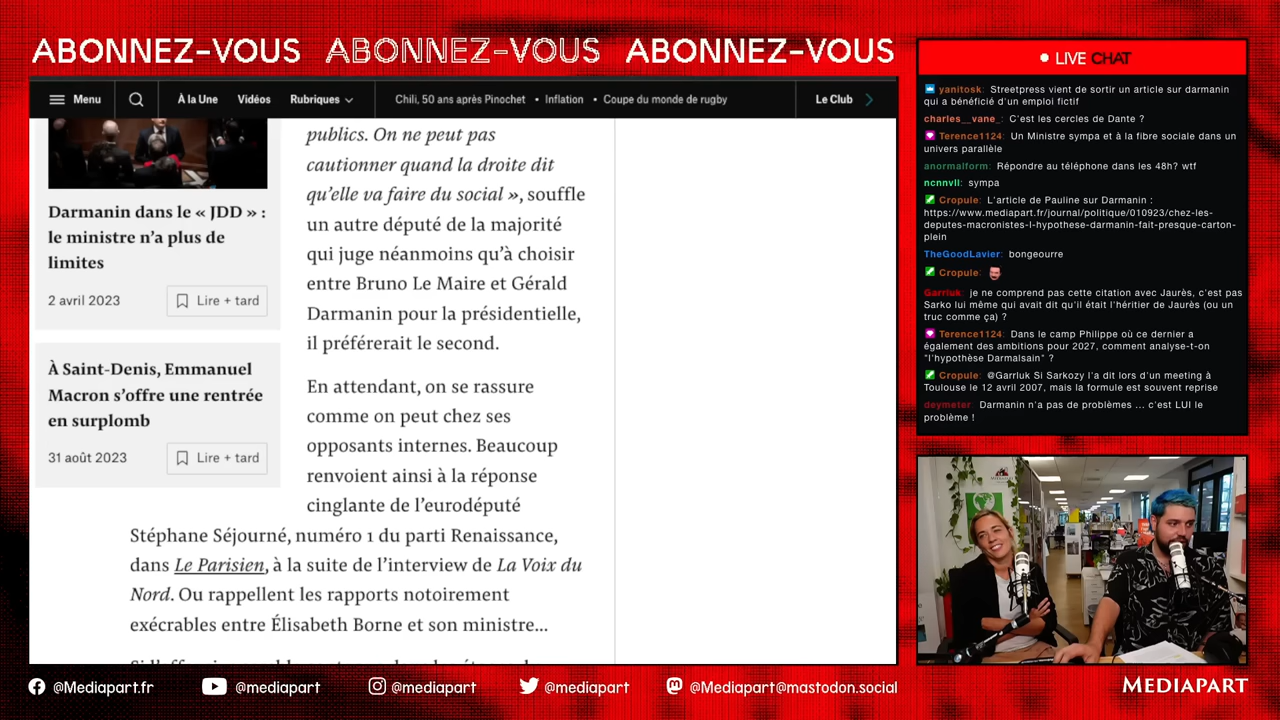 ABONNEZ-VOUS ABONNEZ-VOUS ABONNEZ-VOUS
Menu À la Une Vidéos Rubriques Chili, 50 ans après Pinochet • Inflation • Coupe du monde de rugby Le Club
Darmanin dans le « JDD » :
le ministre n’a plus de
limites
2 avril 2023 Lire + tard
À Saint-Denis, Emmanuel
Macron s’offre une rentrée
en surplomb
31 août 2023 Lire + tard
publics. On ne peut pas
cautionner quand la droite dit
qu’elle va faire du social », souffle
un autre député de la majorité
qui juge néanmoins qu’à choisir
entre Bruno Le Maire et Gérald
Darmanin pour la présidentielle,
il préférerait le second.
En attendant, on se rassure
comme on peut chez ses
opposants internes. Beaucoup
renvoient ainsi à la réponse
cinglante de l’eurodéputé
Stéphane Séjourné, numéro 1 du parti Renaissance,
dans Le Parisien, à la suite de l’interview de La Voix du
Nord. Ou rappellent les rapports notoirement
exécrables entre Élisabeth Borne et son ministre...
LIVE CHAT
yanitosk: Streetpress vient de sortir un article sur darmanin
qui a bénéficié d'un emploi fictif
charles__vane_: C'est les cercles de Dante ?
Terence1124: Un Ministre sympa et à la fibre sociale dans un
univers parallèle
anormalform: Répondre au téléphone dans les 48h? wtf
ncnnvll: sympa
Cropule: L'article de Pauline sur Darmanin :
https://www.mediapart.fr/journal/politique/010923/chez-les-
deputes-macronistes-l-hypothese-darmanin-fait-presque-carton-
plein
TheGoodLavier: bongeourre
Cropule:
Garrluk: je ne comprend pas cette citation avec Jaurès, c'est pas
Sarko lui même qui avait dit qu'il était l'héritier de Jaurès (ou un
truc comme ça) ?
Terence1124: Dans le camp Philippe où ce dernier a
également des ambitions pour 2027, comment analyse-t-on
"l'hypothèse Darmalsain" ?
Cropule: @Garrluk Si Sarkozy l'a dit lors d'un meeting à
Toulouse le 12 avril 2007, mais la formule est souvent reprise
deymeter: Darmanin n'a pas de problèmes ... c'est LUI le
problème !
@Mediapart.fr @mediapart @mediapart @mediapart @Mediapart@mastodon.social MEDIAPART